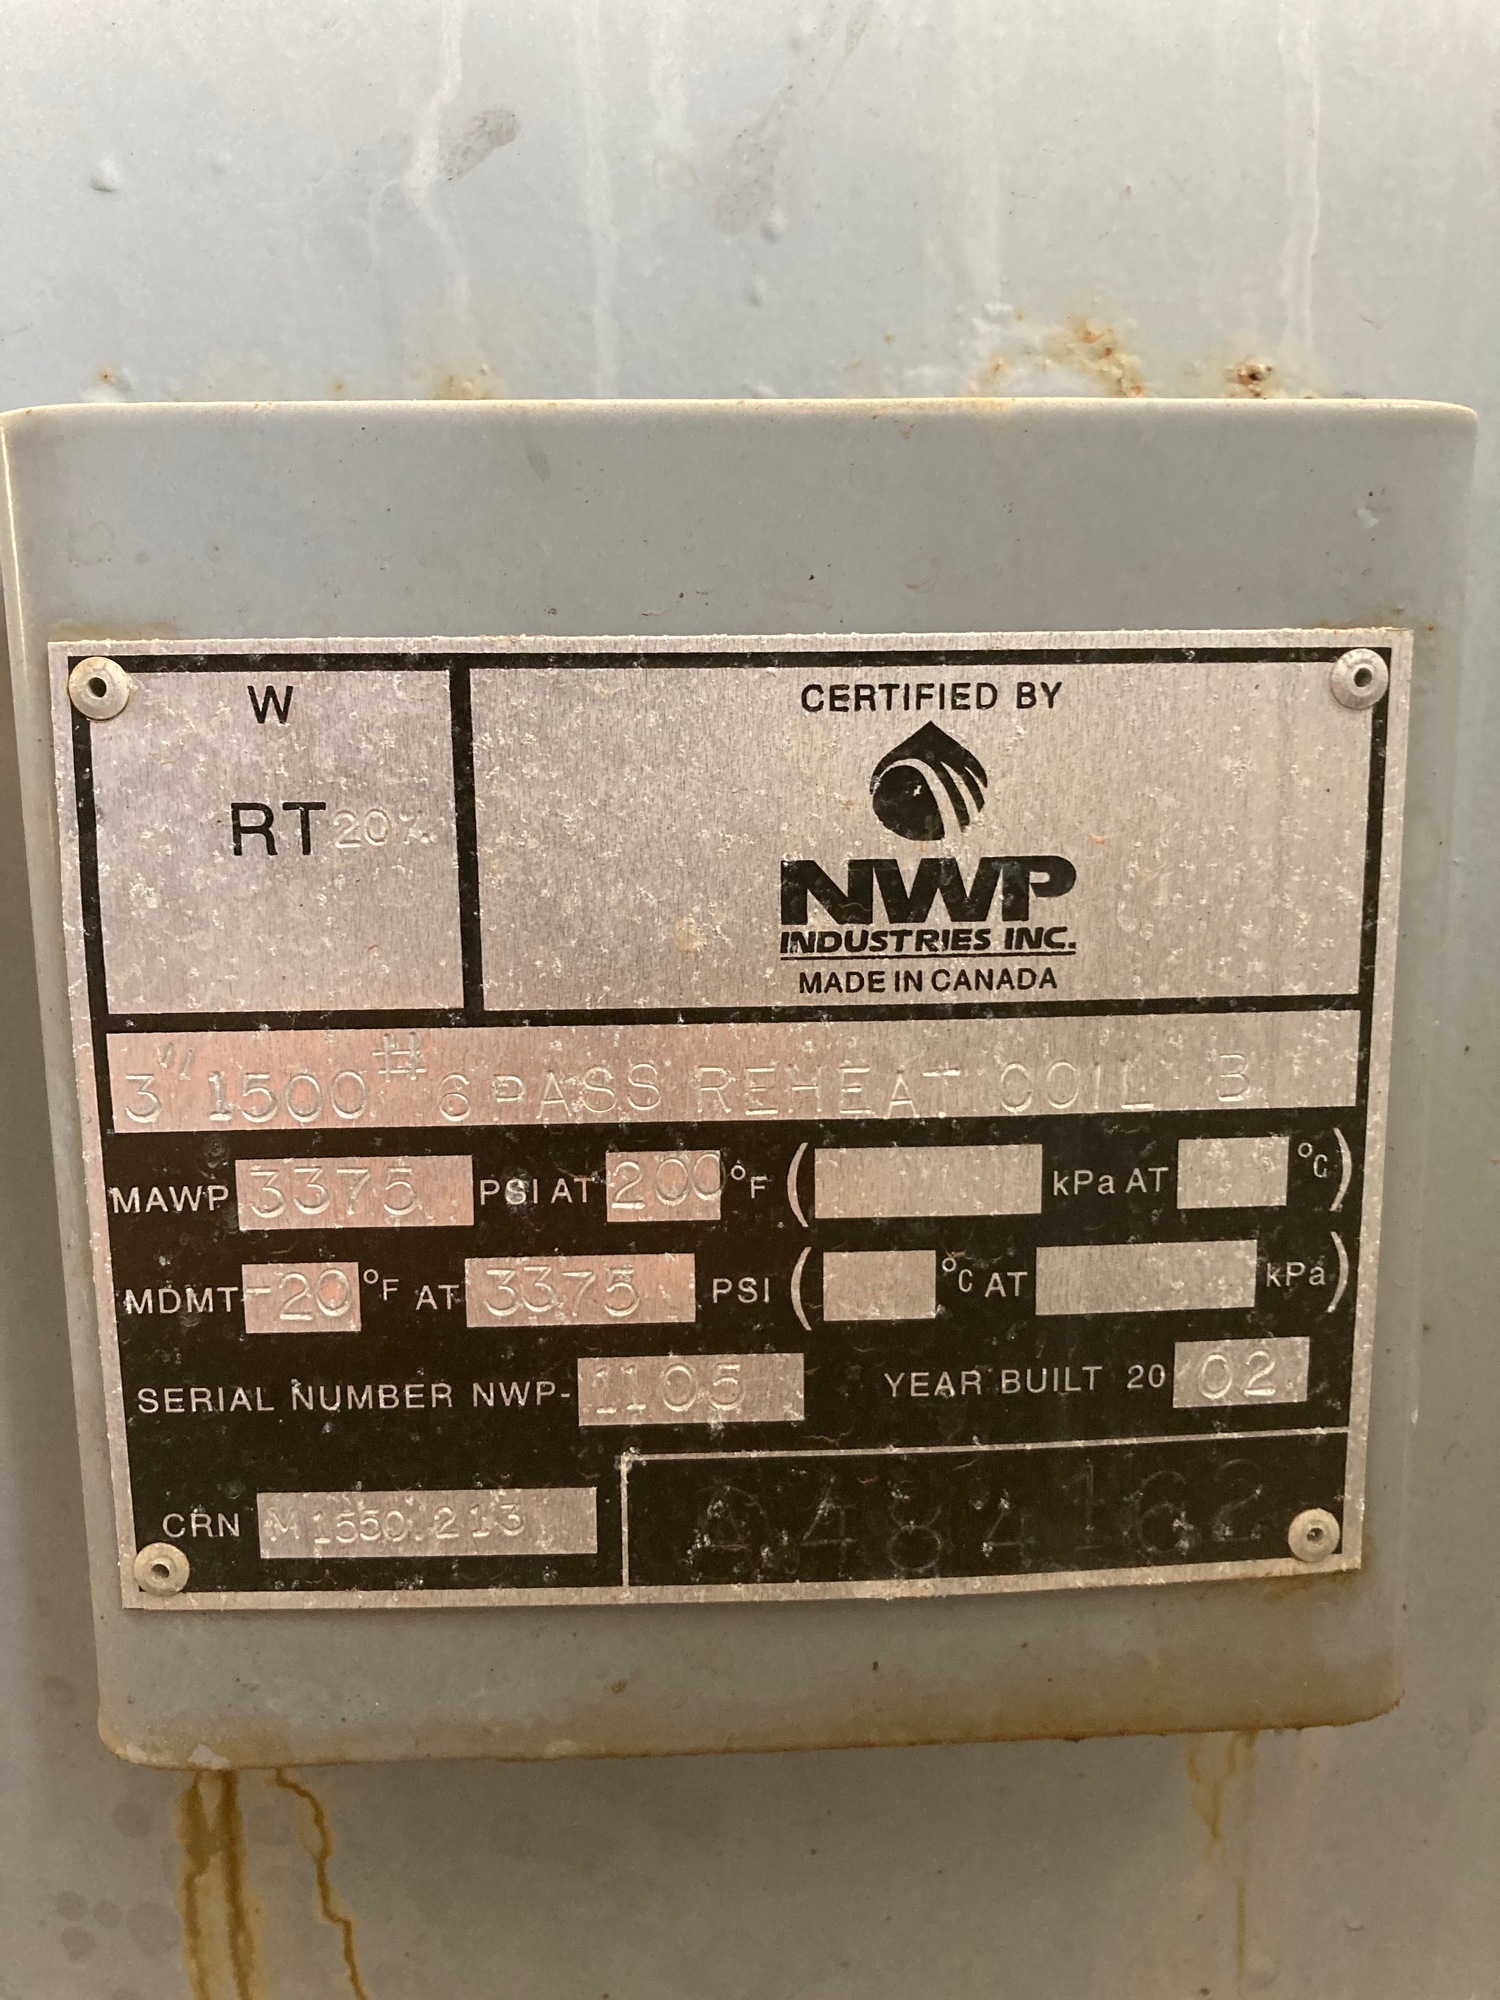 W
RT 20%
CERTIFIED BY
NWP
INDUSTRIES INC.
MADE IN CANADA
3" 1500# 6 PASS REHEAT COIL B
MAWP 3375 PSI AT 200 °F ( kPa AT °C)
MDMT -20 °F AT 3375 PSI ( °C AT kPa)
SERIAL NUMBER NWP- 1105 YEAR BUILT 20 02
CRN M1550.213
A484162